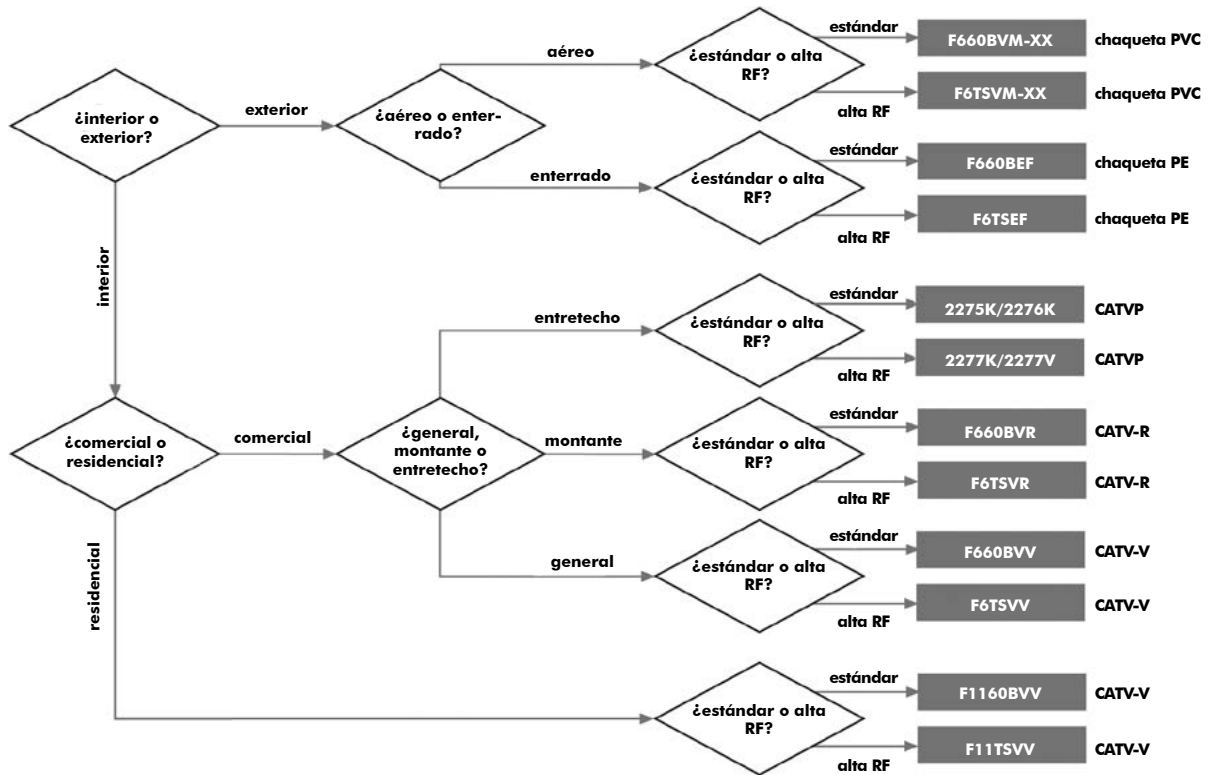 ¿interior o
exterior?
exterior
interior
¿aéreo o enter-
rado?
aéreo
¿estándar o alta
RF?
estándar
F660BVM-XX
chaqueta PVC
alta RF
F6TSVM-XX
chaqueta PVC
enterrado
¿estándar o alta
RF?
estándar
F660BEF
chaqueta PE
alta RF
F6TSEF
chaqueta PE
¿comercial o
residencial?
comercial
residencial
¿general,
montante o
entretecho?
entretecho
¿estándar o alta
RF?
estándar
2275K/2276K
CATVP
alta RF
2277K/2277V
CATVP
montante
¿estándar o alta
RF?
estándar
F660BVR
CATV-R
alta RF
F6TSVR
CATV-R
general
¿estándar o alta
RF?
estándar
F660BVV
CATV-V
alta RF
F6TSVV
CATV-V
¿estándar o alta
RF?
estándar
F1160BVV
CATV-V
alta RF
F11TSVV
CATV-V